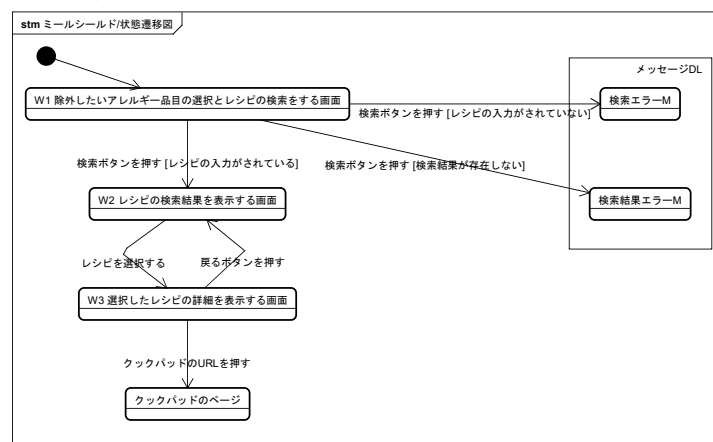 stm ミールシールド/状態遷移図
メッセージDL
W1 除外したいアレルギー品目の選択とレシピの検索をする画面
検索エラーM
検索ボタンを押す [レシピの入力がされていない]
検索ボタンを押す [レシピの入力がされている]
検索ボタンを押す [検索結果が存在しない]
W2 レシピの検索結果を表示する画面
検索結果エラーM
レシピを選択する
戻るボタンを押す
W3 選択したレシピの詳細を表示する画面
クックパッドのURLを押す
クックパッドのページ